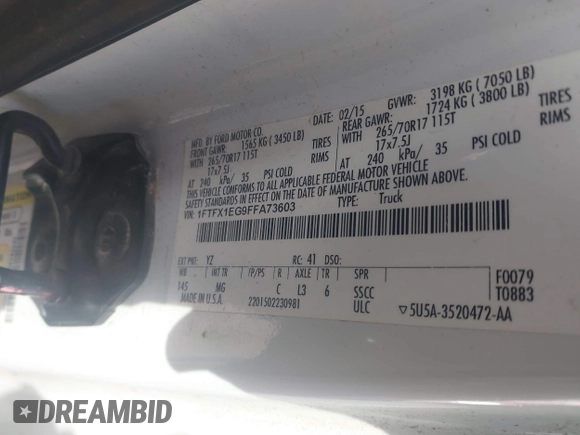 MFD. BY FORD MOTOR CO. DATE: 02/15 GVWR: 3198 KG ( 7050 LB)
FRONT GAWR: 1565 KG ( 3450 LB) REAR GAWR: 1724 KG ( 3800 LB)
WITH 265/70R17 115T TIRES WITH 265/70R17 115T TIRES
17x7.5J RIMS 17x7.5J RIMS
AT 240 kPa/ 35 PSI COLD AT 240 kPa/ 35 PSI COLD
THIS VEHICLE CONFORMS TO ALL APPLICABLE FEDERAL MOTOR VEHICLE
SAFETY STANDARDS IN EFFECT ON THE DATE OF MANUFACTURE SHOWN ABOVE.
VIN: 1FTFX1EG9FFA73603 TYPE: Truck
EXT PNT: YZ RC: 41 DSO: F0079
WB INT TR TP/PS R AXLE TR SPR T0883
145 MG C L3 6 SSCC
MADE IN U.S.A. 2201502230981 ULC 5U5A-3520472-AA
DREAMBID